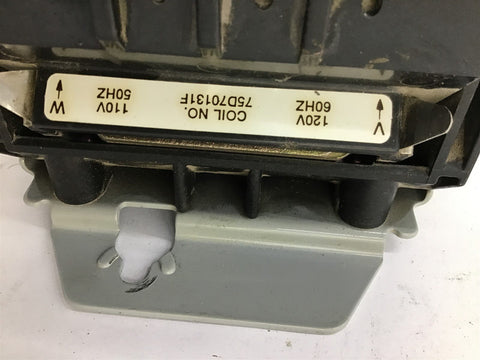 V 120V 60HZ
COIL NO. 75D70131F
W 110V 50HZ